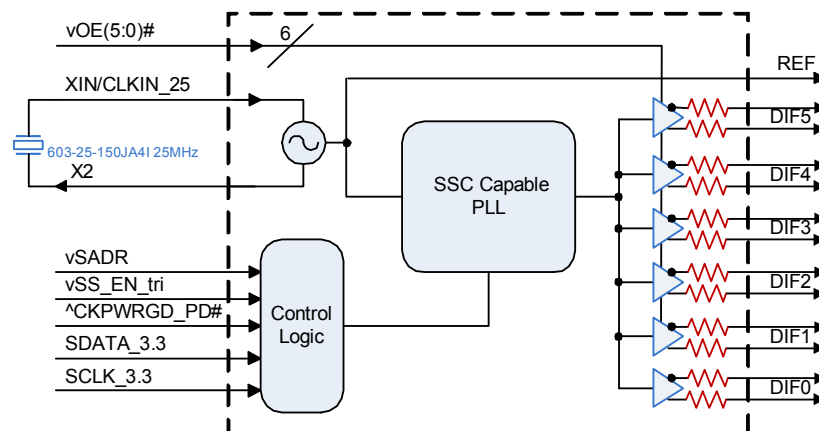 vOE(5:0)#
6
REF
XIN/CLKIN_25
DIF5
603-25-150JA4I 25MHz
X2
SSC Capable
PLL
DIF4
DIF3
vSADR
vSS_EN_tri
^CKPWRGD_PD#
SDATA_3.3
SCLK_3.3
Control
Logic
DIF2
DIF1
DIF0